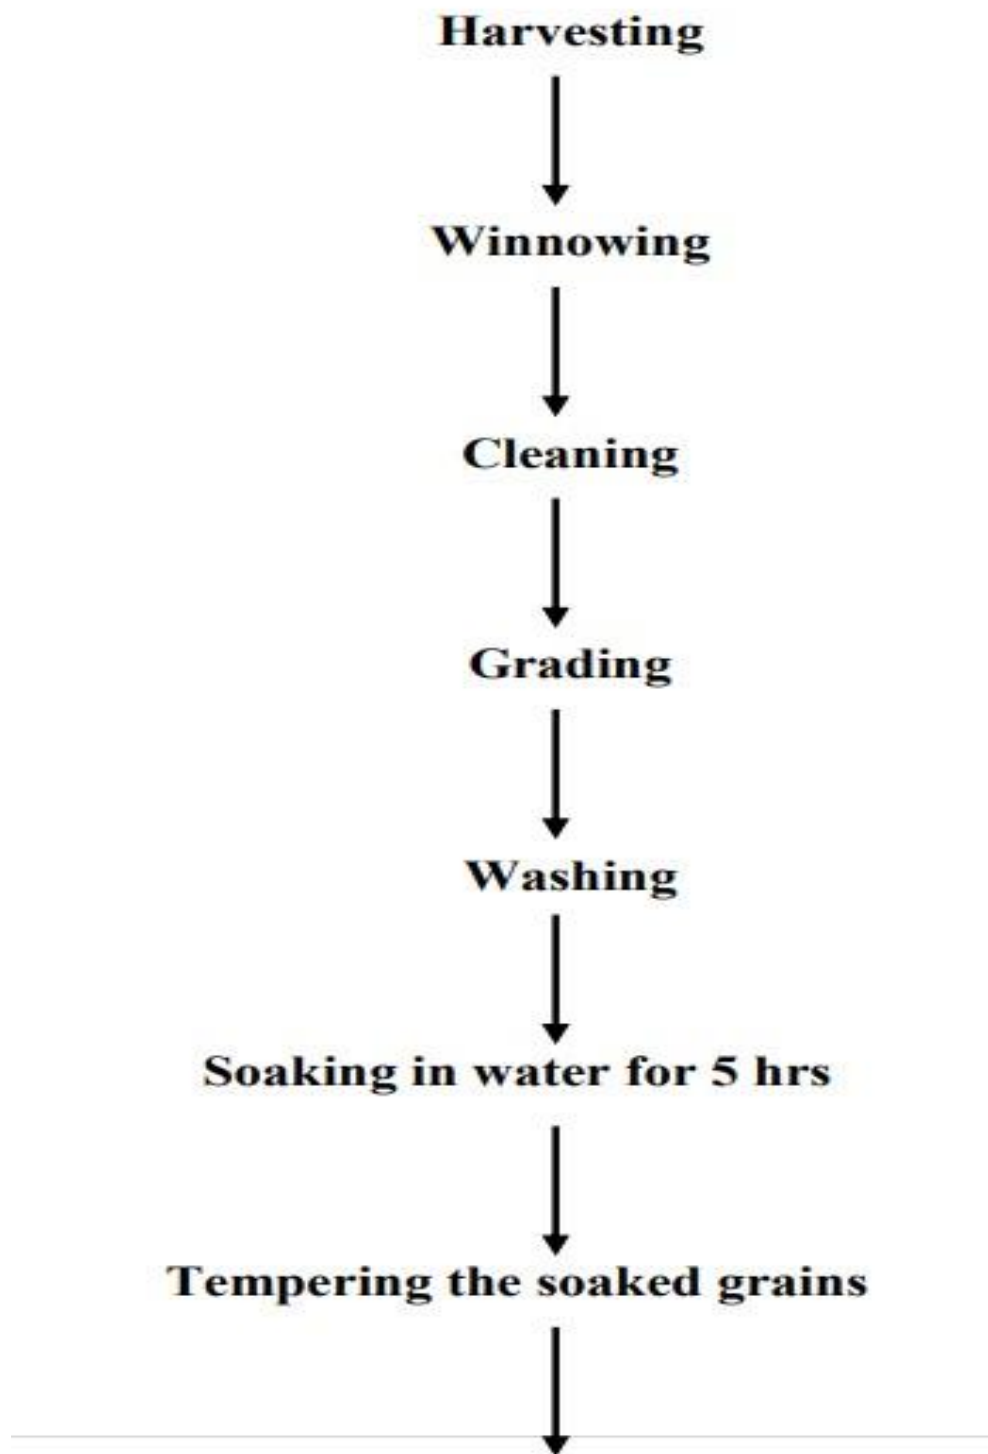 Harvesting
Winnowing
Cleaning
Grading
Washing
Soaking in water for 5 hrs
Tempering the soaked grains